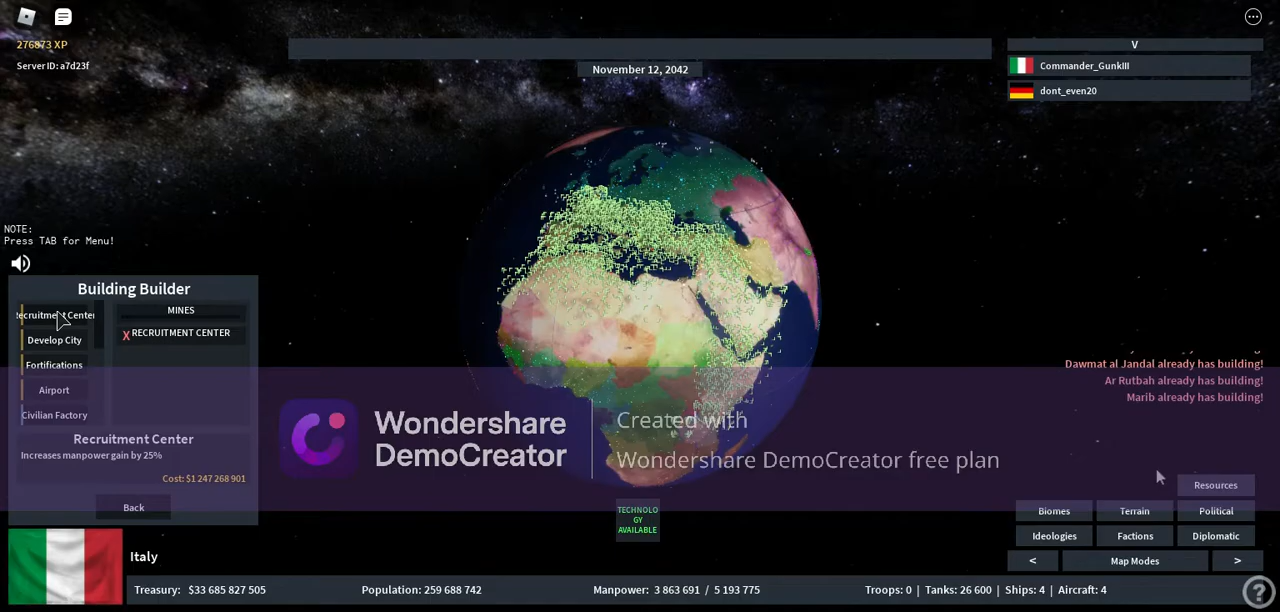 276873 XP
Server ID: a7d23f
November 12, 2042
V
Commander_GunkIII
dont_even20
NOTE:
Press TAB for Menu!
Building Builder
Recruitment Center
Develop City
Fortifications
Airport
Civilian Factory
MINES
X RECRUITMENT CENTER
Recruitment Center
Increases manpower gain by 25%
Cost: $1 247 268 901
Back
Dawmat al Jandal already has building!
Ar Rutbah already has building!
Marib already has building!
Wondershare
DemoCreator
Created with
Wondershare DemoCreator free plan
TECHNOLO
GY
AVAILABLE
Resources
Biomes
Terrain
Political
Ideologies
Factions
Diplomatic
<
Map Modes
>
Italy
Treasury: $33 685 827 505
Population: 259 688 742
Manpower: 3 863 691 / 5 193 775
Troops: 0 | Tanks: 26 600 | Ships: 4 | Aircraft: 4
?